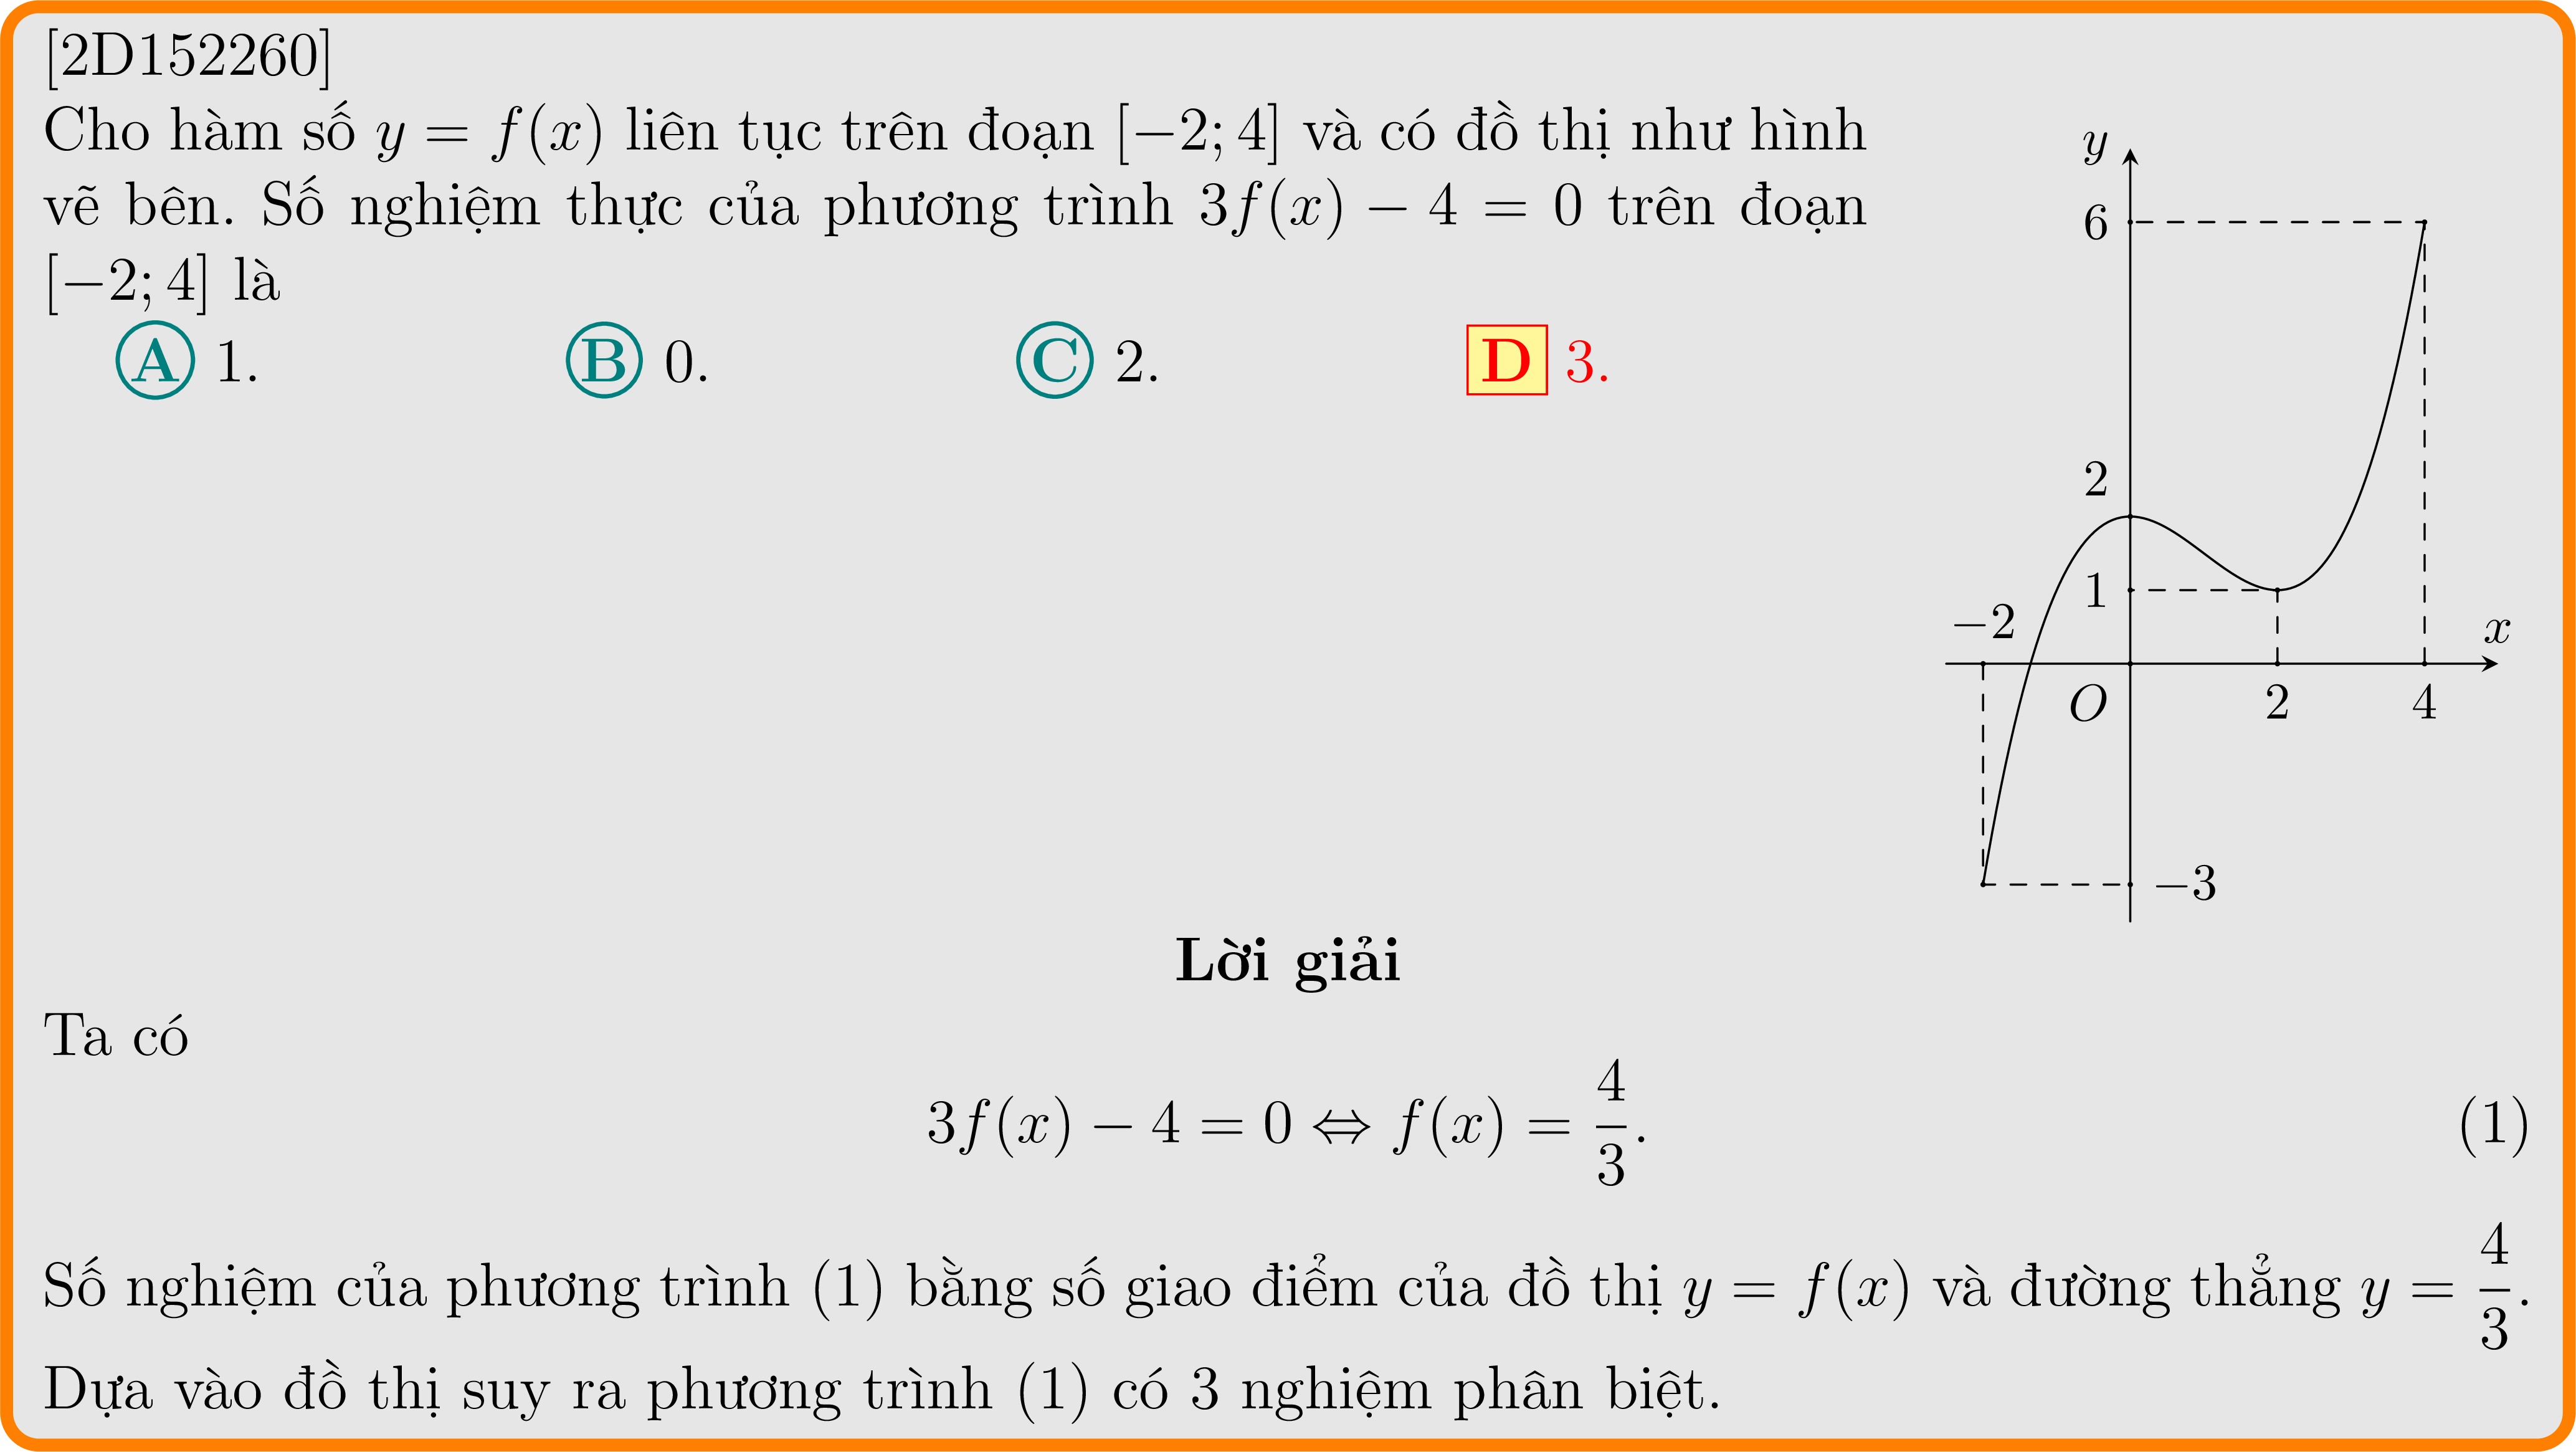 [2D152260]
Cho hàm số y = f(x) liên tục trên đoạn [−2; 4] và có đồ thị như hình
vẽ bên. Số nghiệm thực của phương trình 3f(x) − 4 = 0 trên đoạn
[−2; 4] là
A 1. B 0. C 2. D 3.
y
6
2
1
−2
x
O
2
4
−3
Lời giải
Ta có
3f(x) − 4 = 0 ⇔ f(x) = 4/3. (1)
Số nghiệm của phương trình (1) bằng số giao điểm của đồ thị y = f(x) và đường thẳng y = 4/3.
Dựa vào đồ thị suy ra phương trình (1) có 3 nghiệm phân biệt.